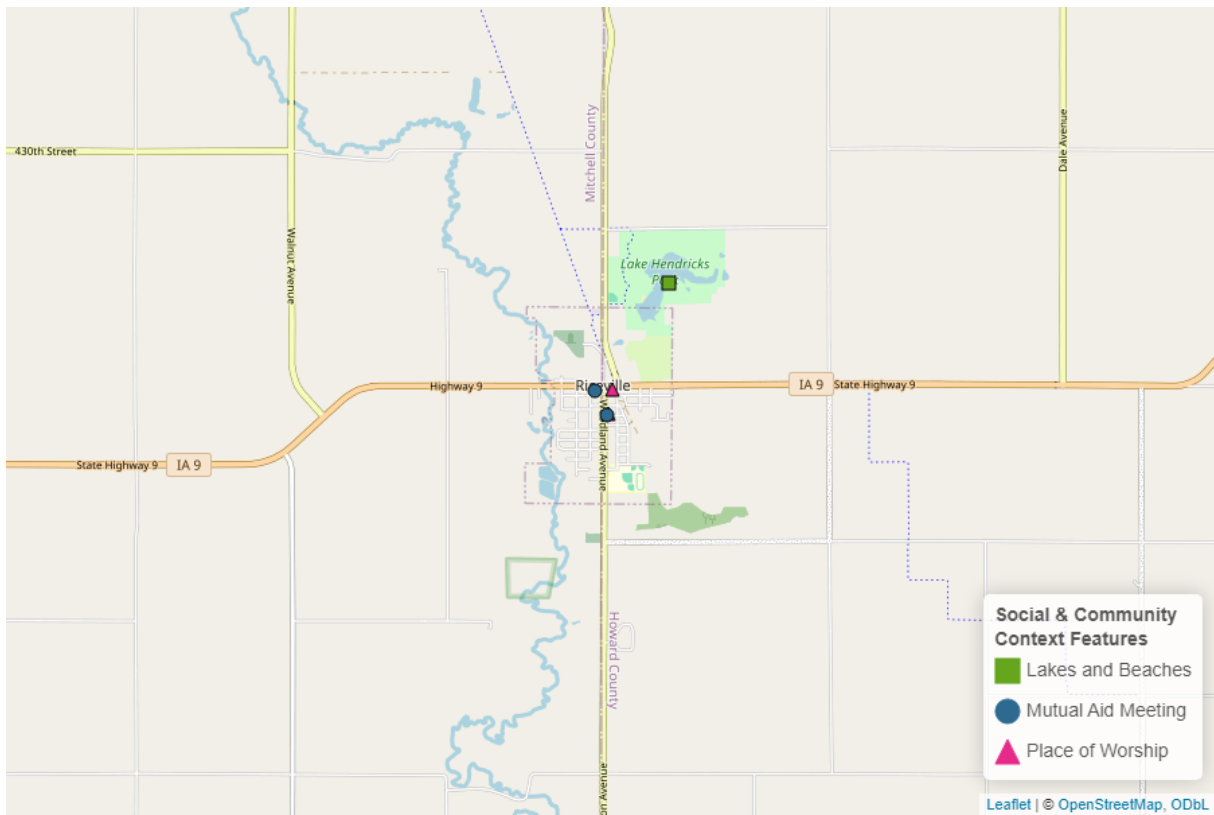 430th Street
Walnut Avenue
Mitchell County
Dale Avenue
Lake Hendricks
Highway 9
IA 9
State Highway 9
State Highway 9
IA 9
Howard County
Social & Community
Context Features
Lakes and Beaches
Mutual Aid Meeting
Place of Worship
Leaflet | © OpenStreetMap, ODbL